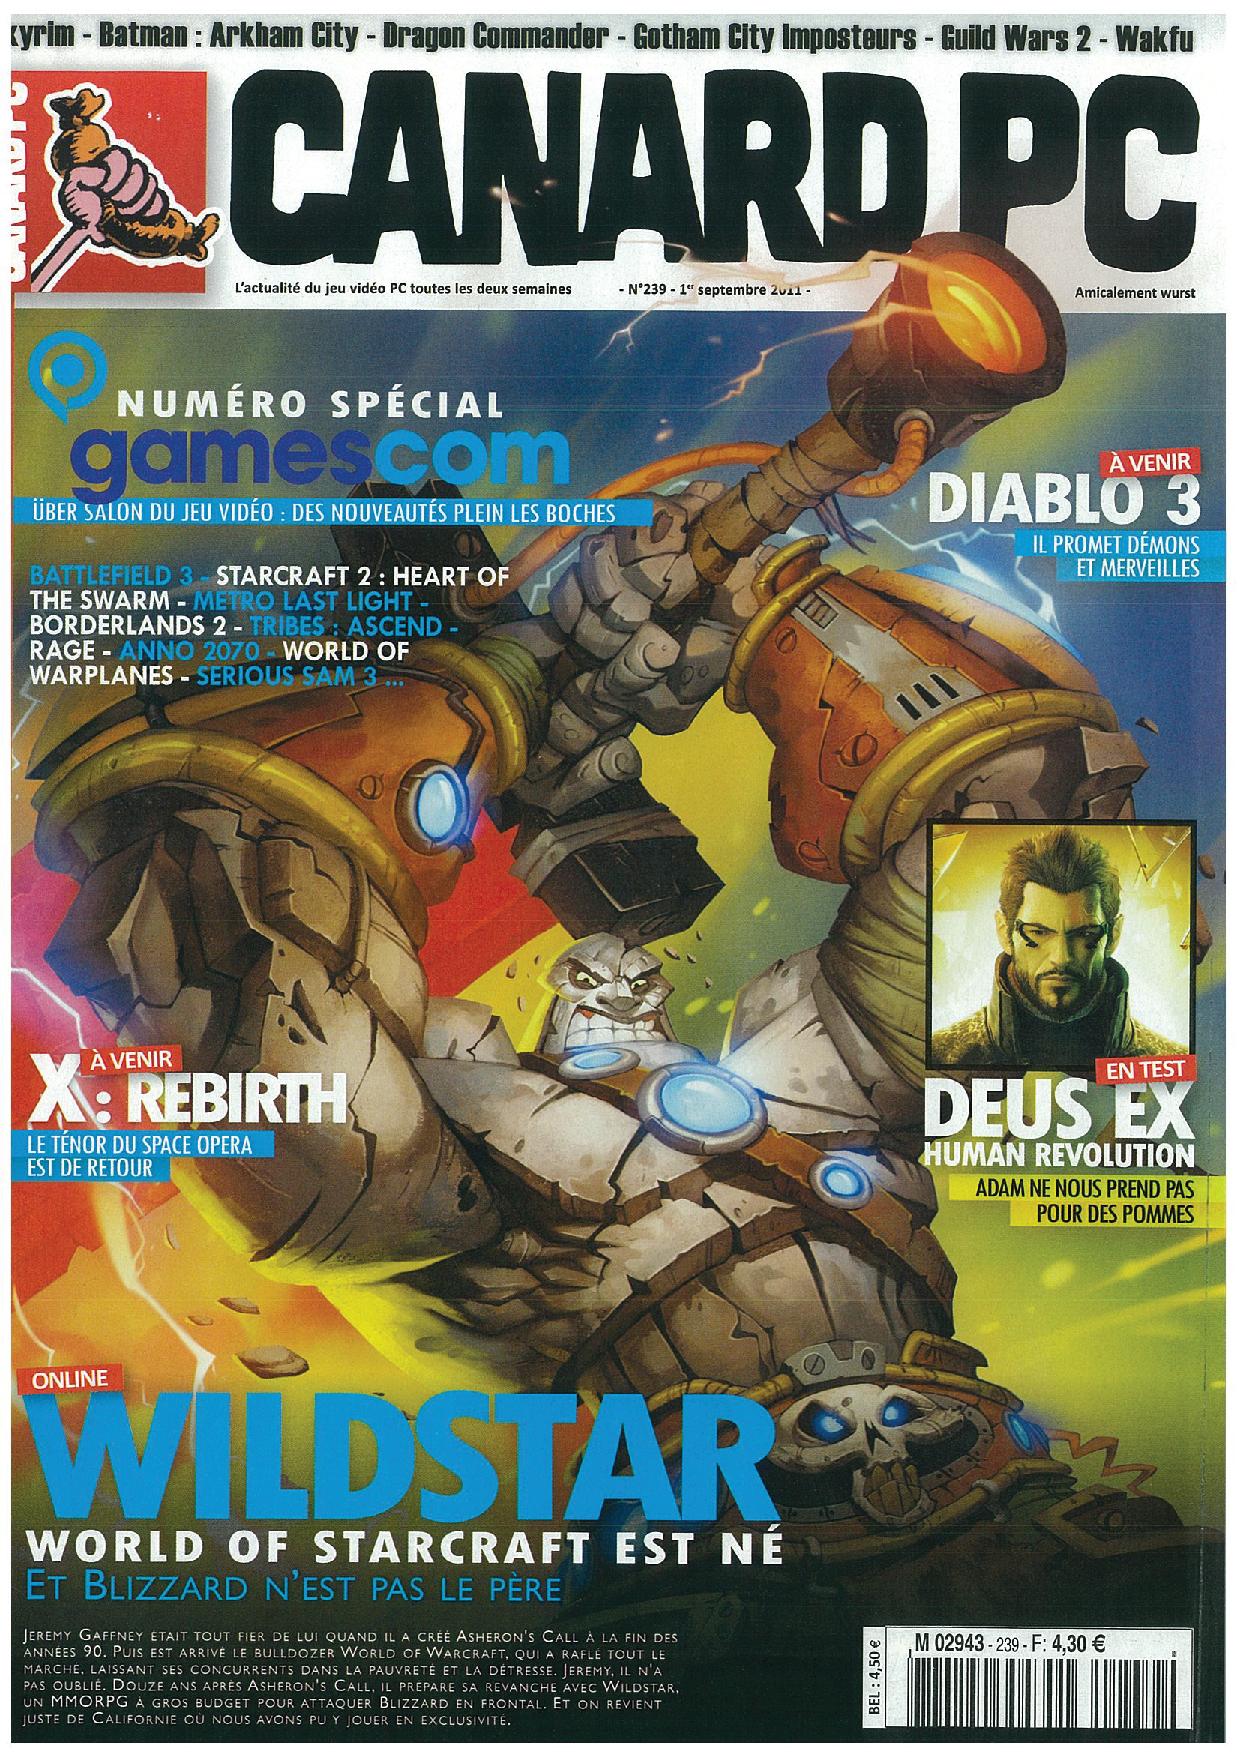 kyrim - Batman : Arkham City - Dragon Commander - Gotham City Imposteurs - Guild Wars 2 - Wakfu
CANARD PC
CANARD PC
L'actualité du jeu vidéo PC toutes les deux semaines
- N°239 - 1er septembre 2011 -
Amicalement wurst
NUMÉRO SPÉCIAL
gamescom
ÜBER SALON DU JEU VIDÉO : DES NOUVEAUTÉS PLEIN LES BOCHES
BATTLEFIELD 3 - STARCRAFT 2 : HEART OF
THE SWARM - METRO LAST LIGHT -
BORDERLANDS 2 - TRIBES : ASCEND -
RAGE - ANNO 2070 - WORLD OF
WARPLANES - SERIOUS SAM 3 ...
À VENIR
DIABLO 3
IL PROMET DÉMONS
ET MERVEILLES
À VENIR
X : REBIRTH
LE TÉNOR DU SPACE OPERA
EST DE RETOUR
EN TEST
DEUS EX
HUMAN REVOLUTION
ADAM NE NOUS PREND PAS
POUR DES POMMES
ONLINE
WILDSTAR
WORLD OF STARCRAFT EST NÉ
ET BLIZZARD N'EST PAS LE PÈRE
JEREMY GAFFNEY ÉTAIT TOUT FIER DE LUI QUAND IL A CRÉÉ ASHERON'S CALL À LA FIN DES
ANNÉES 90. PUIS EST ARRIVÉ LE BULLDOZER WORLD OF WARCRAFT, QUI A RAFLÉ TOUT LE
MARCHÉ, LAISSANT SES CONCURRENTS DANS LA PAUVRETÉ ET LA DÉTRESSE. JEREMY, IL N'A
PAS OUBLIÉ. DOUZE ANS APRÈS ASHERON'S CALL, IL PRÉPARE SA REVANCHE AVEC WILDSTAR,
UN MMORPG À GROS BUDGET POUR ATTAQUER BLIZZARD EN FRONTAL. ET ON REVIENT
JUSTE DE CALIFORNIE OÙ NOUS AVONS PU Y JOUER EN EXCLUSIVITÉ.
BEL : 4,50 €
M 02943 - 239 - F: 4,30 €